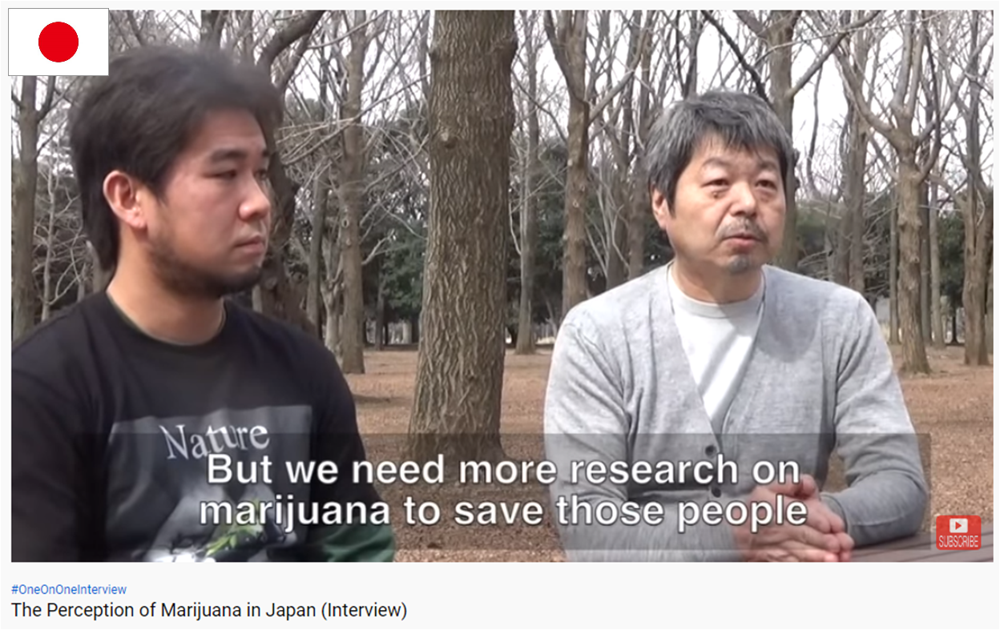 Nature
But we need more research on
marijuana to save those people
SUBSCRIBE
#OneOnOneInterview
The Perception of Marijuana in Japan (Interview)